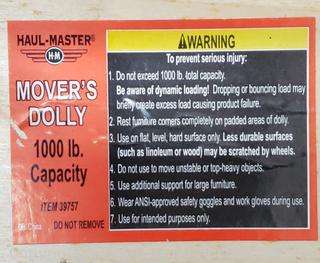 HAUL-MASTER®
H·M
MOVER'S
DOLLY
1000 lb.
Capacity
ITEM 39757
DO NOT REMOVE
China
⚠WARNING
To prevent serious injury:
1. Do not exceed 1000 lb. total capacity.
Be aware of dynamic loading! Dropping or bouncing load may
briefly create excess load causing product failure.
2. Rest furniture corners completely on padded areas of dolly.
3. Use on flat, level, hard surface only. Less durable surfaces
(such as linoleum or wood) may be scratched by wheels.
4. Do not use to move unstable or top-heavy objects.
5. Use additional support for large furniture.
6. Wear ANSI-approved safety goggles and work gloves during use.
7. Use for intended purposes only.